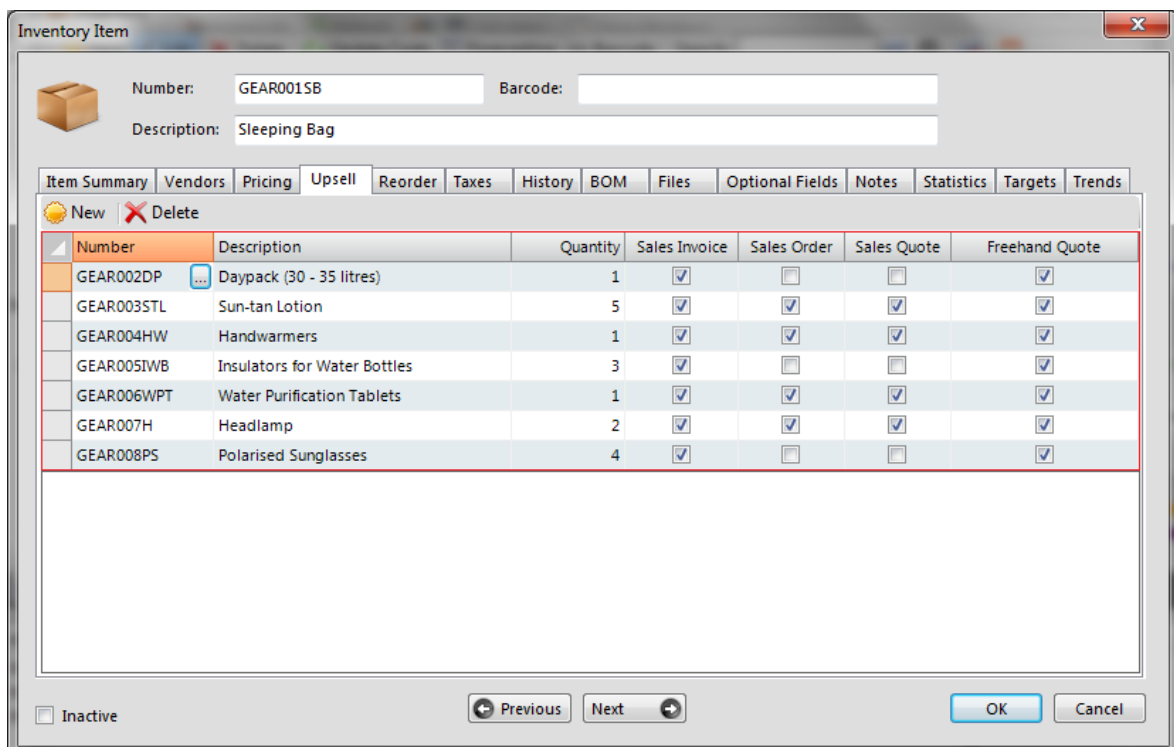 Inventory Item
Number: GEAR001SB Barcode:
Description: Sleeping Bag
Item Summary Vendors Pricing Upsell Reorder Taxes History BOM Files Optional Fields Notes Statistics Targets Trends
New Delete
Number Description Quantity Sales Invoice Sales Order Sales Quote Freehand Quote
GEAR002DP ... Daypack (30 - 35 litres) 1
GEAR003STL Sun-tan Lotion 5
GEAR004HW Handwarmers 1
GEAR005IWB Insulators for Water Bottles 3
GEAR006WPT Water Purification Tablets 1
GEAR007H Headlamp 2
GEAR008PS Polarised Sunglasses 4
Inactive Previous Next OK Cancel